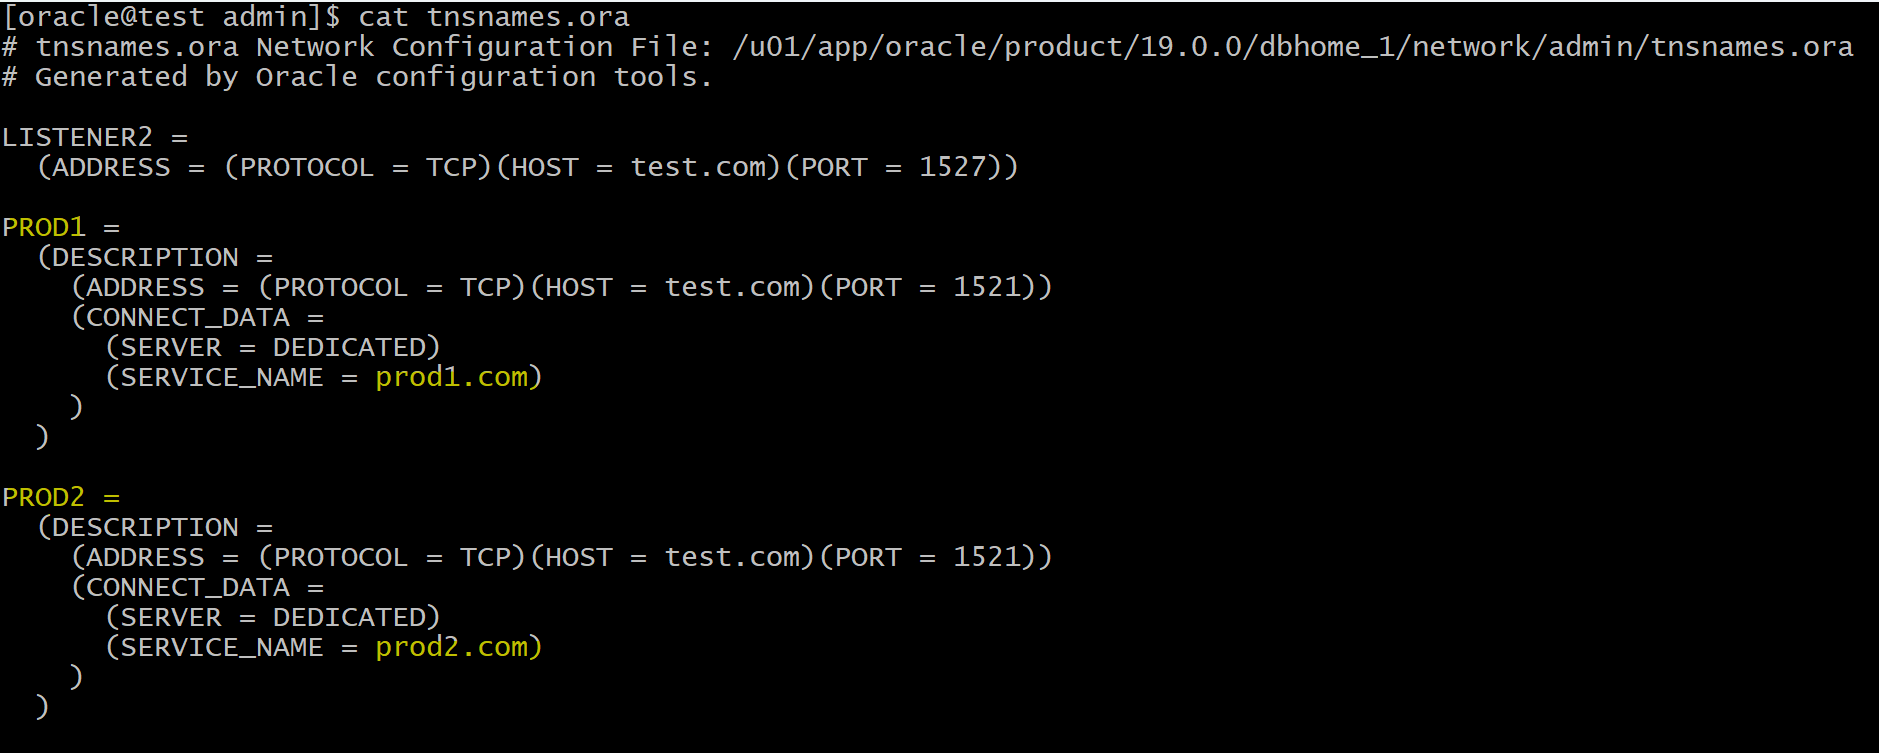 [oracle@test admin]$ cat tnsnames.ora
# tnsnames.ora Network Configuration File: /u01/app/oracle/product/19.0.0/dbhome_1/network/admin/tnsnames.ora
# Generated by Oracle configuration tools.

LISTENER2 =
  (ADDRESS = (PROTOCOL = TCP)(HOST = test.com)(PORT = 1527))

PROD1 =
  (DESCRIPTION =
    (ADDRESS = (PROTOCOL = TCP)(HOST = test.com)(PORT = 1521))
    (CONNECT_DATA =
      (SERVER = DEDICATED)
      (SERVICE_NAME = prod1.com)
    )
  )

PROD2 =
  (DESCRIPTION =
    (ADDRESS = (PROTOCOL = TCP)(HOST = test.com)(PORT = 1521))
    (CONNECT_DATA =
      (SERVER = DEDICATED)
      (SERVICE_NAME = prod2.com)
    )
  )